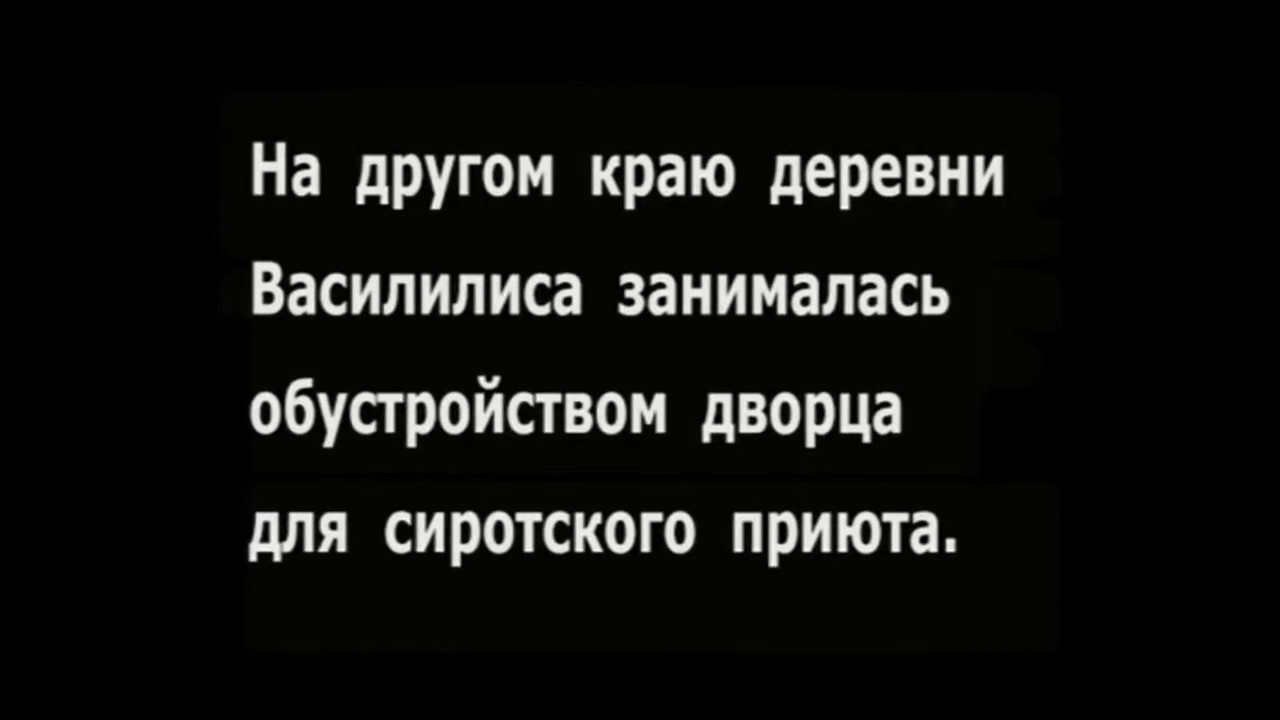 На другом краю деревни
Василилиса занималась
обустройством дворца
для сиротского приюта.